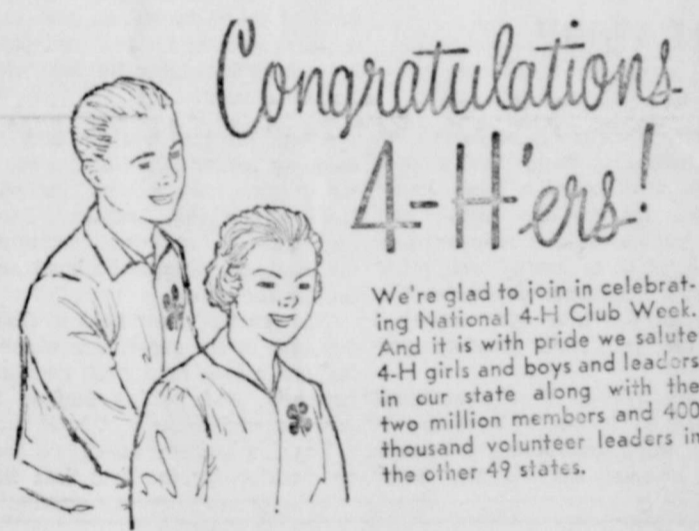 Congratulations
4-H'ers!
We're glad to join in celebrat-
ing National 4-H Club Week.
And it is with pride we salute
4-H girls and boys and leaders
in our state along with the
two million members and 400
thousand volunteer leaders in
the other 49 states.